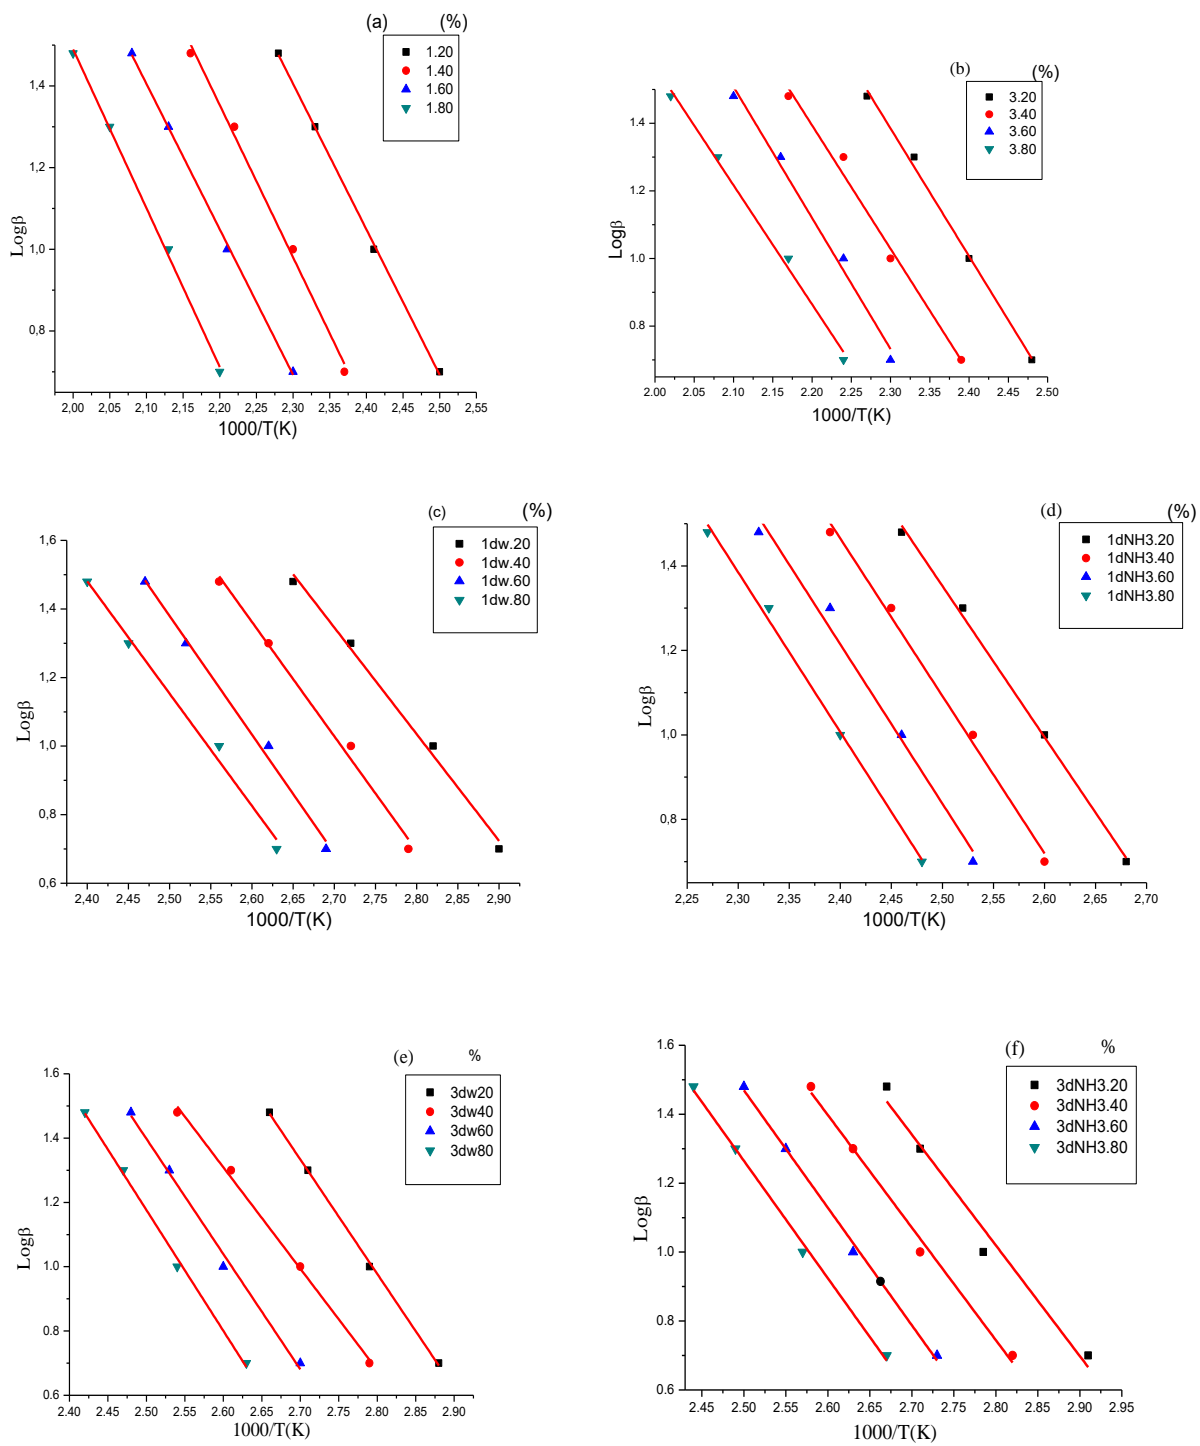 (a) (%)
1.20
1.40
1.60
1.80
1,4
1,2
1,0
0,8
Logβ
2,00 2,05 2,10 2,15 2,20 2,25 2,30 2,35 2,40 2,45 2,50 2,55
1000/T(K)
(b) (%)
3.20
3.40
3.60
3.80
1.4
1.2
1.0
0.8
Logβ
2.00 2.05 2.10 2.15 2.20 2.25 2.30 2.35 2.40 2.45 2.50
1000/T(K)
(c) (%)
1dw.20
1dw.40
1dw.60
1dw.80
1,6
1,4
1,2
1,0
0,8
0,6
Logβ
2,40 2,45 2,50 2,55 2,60 2,65 2,70 2,75 2,80 2,85 2,90
1000/T(K)
(d) (%)
1dNH3.20
1dNH3.40
1dNH3.60
1dNH3.80
1,4
1,2
1,0
0,8
Logβ
2,25 2,30 2,35 2,40 2,45 2,50 2,55 2,60 2,65 2,70
1000/T(K)
(e) %
3dw20
3dw40
3dw60
3dw80
1.6
1.4
1.2
1.0
0.8
0.6
Logβ
2.40 2.45 2.50 2.55 2.60 2.65 2.70 2.75 2.80 2.85 2.90
1000/T(K)
(f) %
3dNH3.20
3dNH3.40
3dNH3.60
3dNH3.80
1.6
1.4
1.2
1.0
0.8
0.6
Logβ
2.45 2.50 2.55 2.60 2.65 2.70 2.75 2.80 2.85 2.90 2.95
1000/T(K)